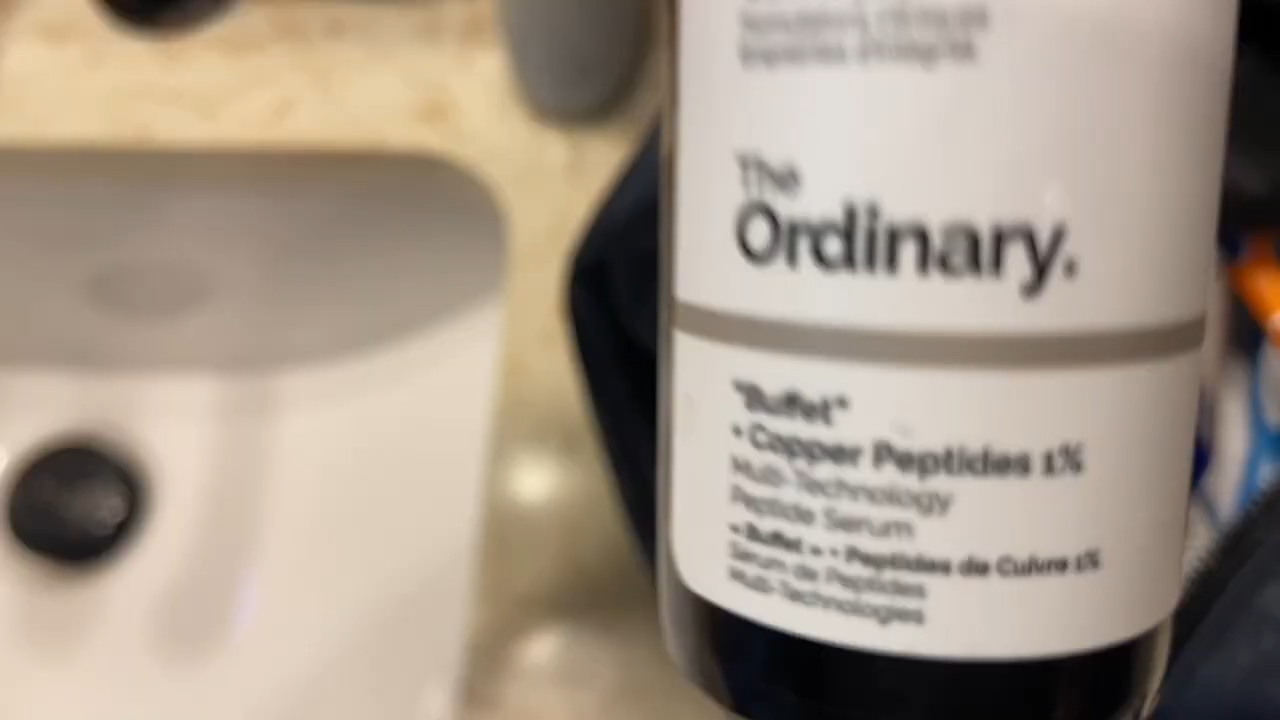 The
Ordinary.
"Buffet"
+ Copper Peptides 1%
Multi-Technology
Peptide Serum
« Buffet » + Peptides de Cuivre 1%
Sérum de Peptides
Multi-Technologies